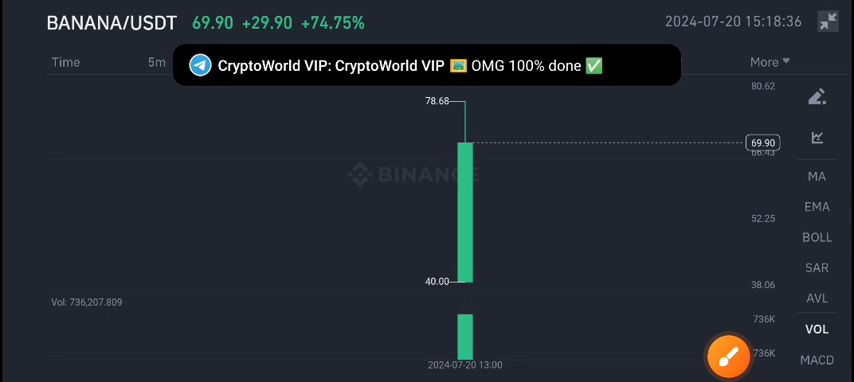 BANANA/USDT 69.90 +29.90 +74.75% 2024-07-20 15:18:36
CryptoWorld VIP: CryptoWorld VIP 🖼️ OMG 100% done ✅
Time 5m More
80.62
78.68
69.90
66.43
MA
BINANCE
EMA
52.25
BOLL
SAR
40.00
38.06
AVL
Vol: 736,207.809
736K
VOL
736K
MACD
2024-07-20 13:00